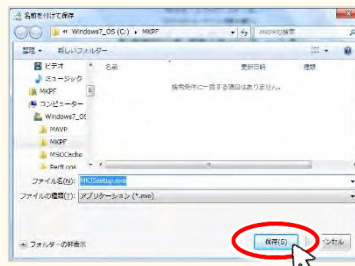 名前を付けて保存
Windows7_OS (C:) ▸ MKPF
MKPFの検索
整理 新しいフォルダー
ビデオ
ミュージック
MKPF
コンピューター
Windows7_OS
MAVP
MKPF
MSOCache
PerfLogs
名前 更新日時 種類
検索条件に一致する項目はありません。
ファイル名(N):
ファイルの種類(T): アプリケーション (*.exe)
フォルダーの非表示
保存(S)